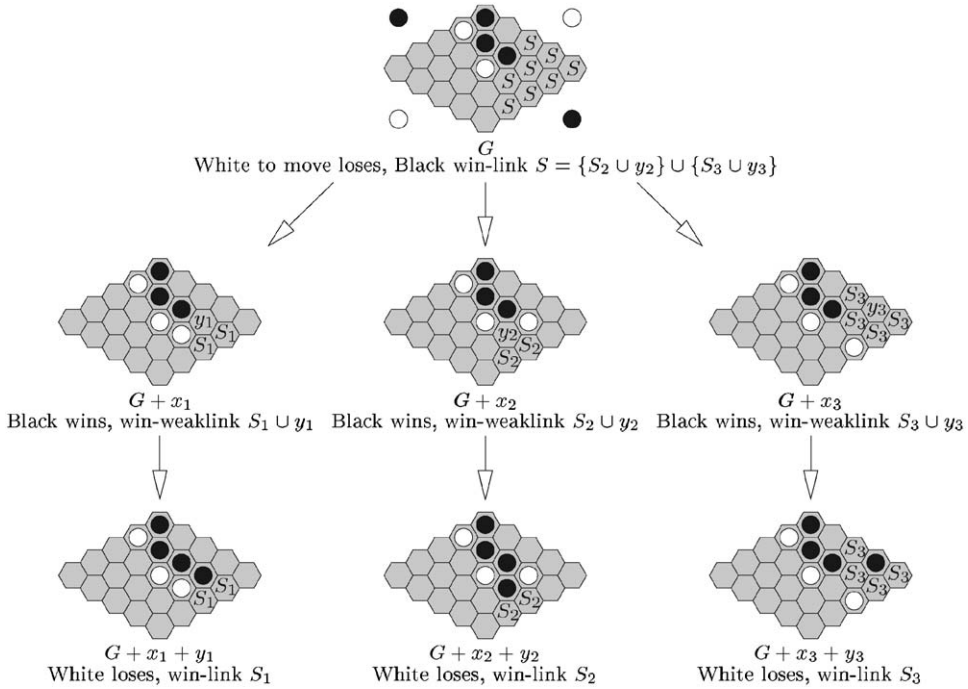 S
S
S S
S S
S
S
G
White to move loses, Black win-link S = {S₂ ∪ y₂} ∪ {S₃ ∪ y₃}
y₁
S₁
S₁
y₂
S₂
S₂
S₃
y₃
S₃ S₃
S₃
G + x₁
Black wins, win-weaklink S₁ ∪ y₁
G + x₂
Black wins, win-weaklink S₂ ∪ y₂
G + x₃
Black wins, win-weaklink S₃ ∪ y₃
S₁
S₁
S₂
S₂
S₃
S₃ S₃
S₃
G + x₁ + y₁
White loses, win-link S₁
G + x₂ + y₂
White loses, win-link S₂
G + x₃ + y₃
White loses, win-link S₃